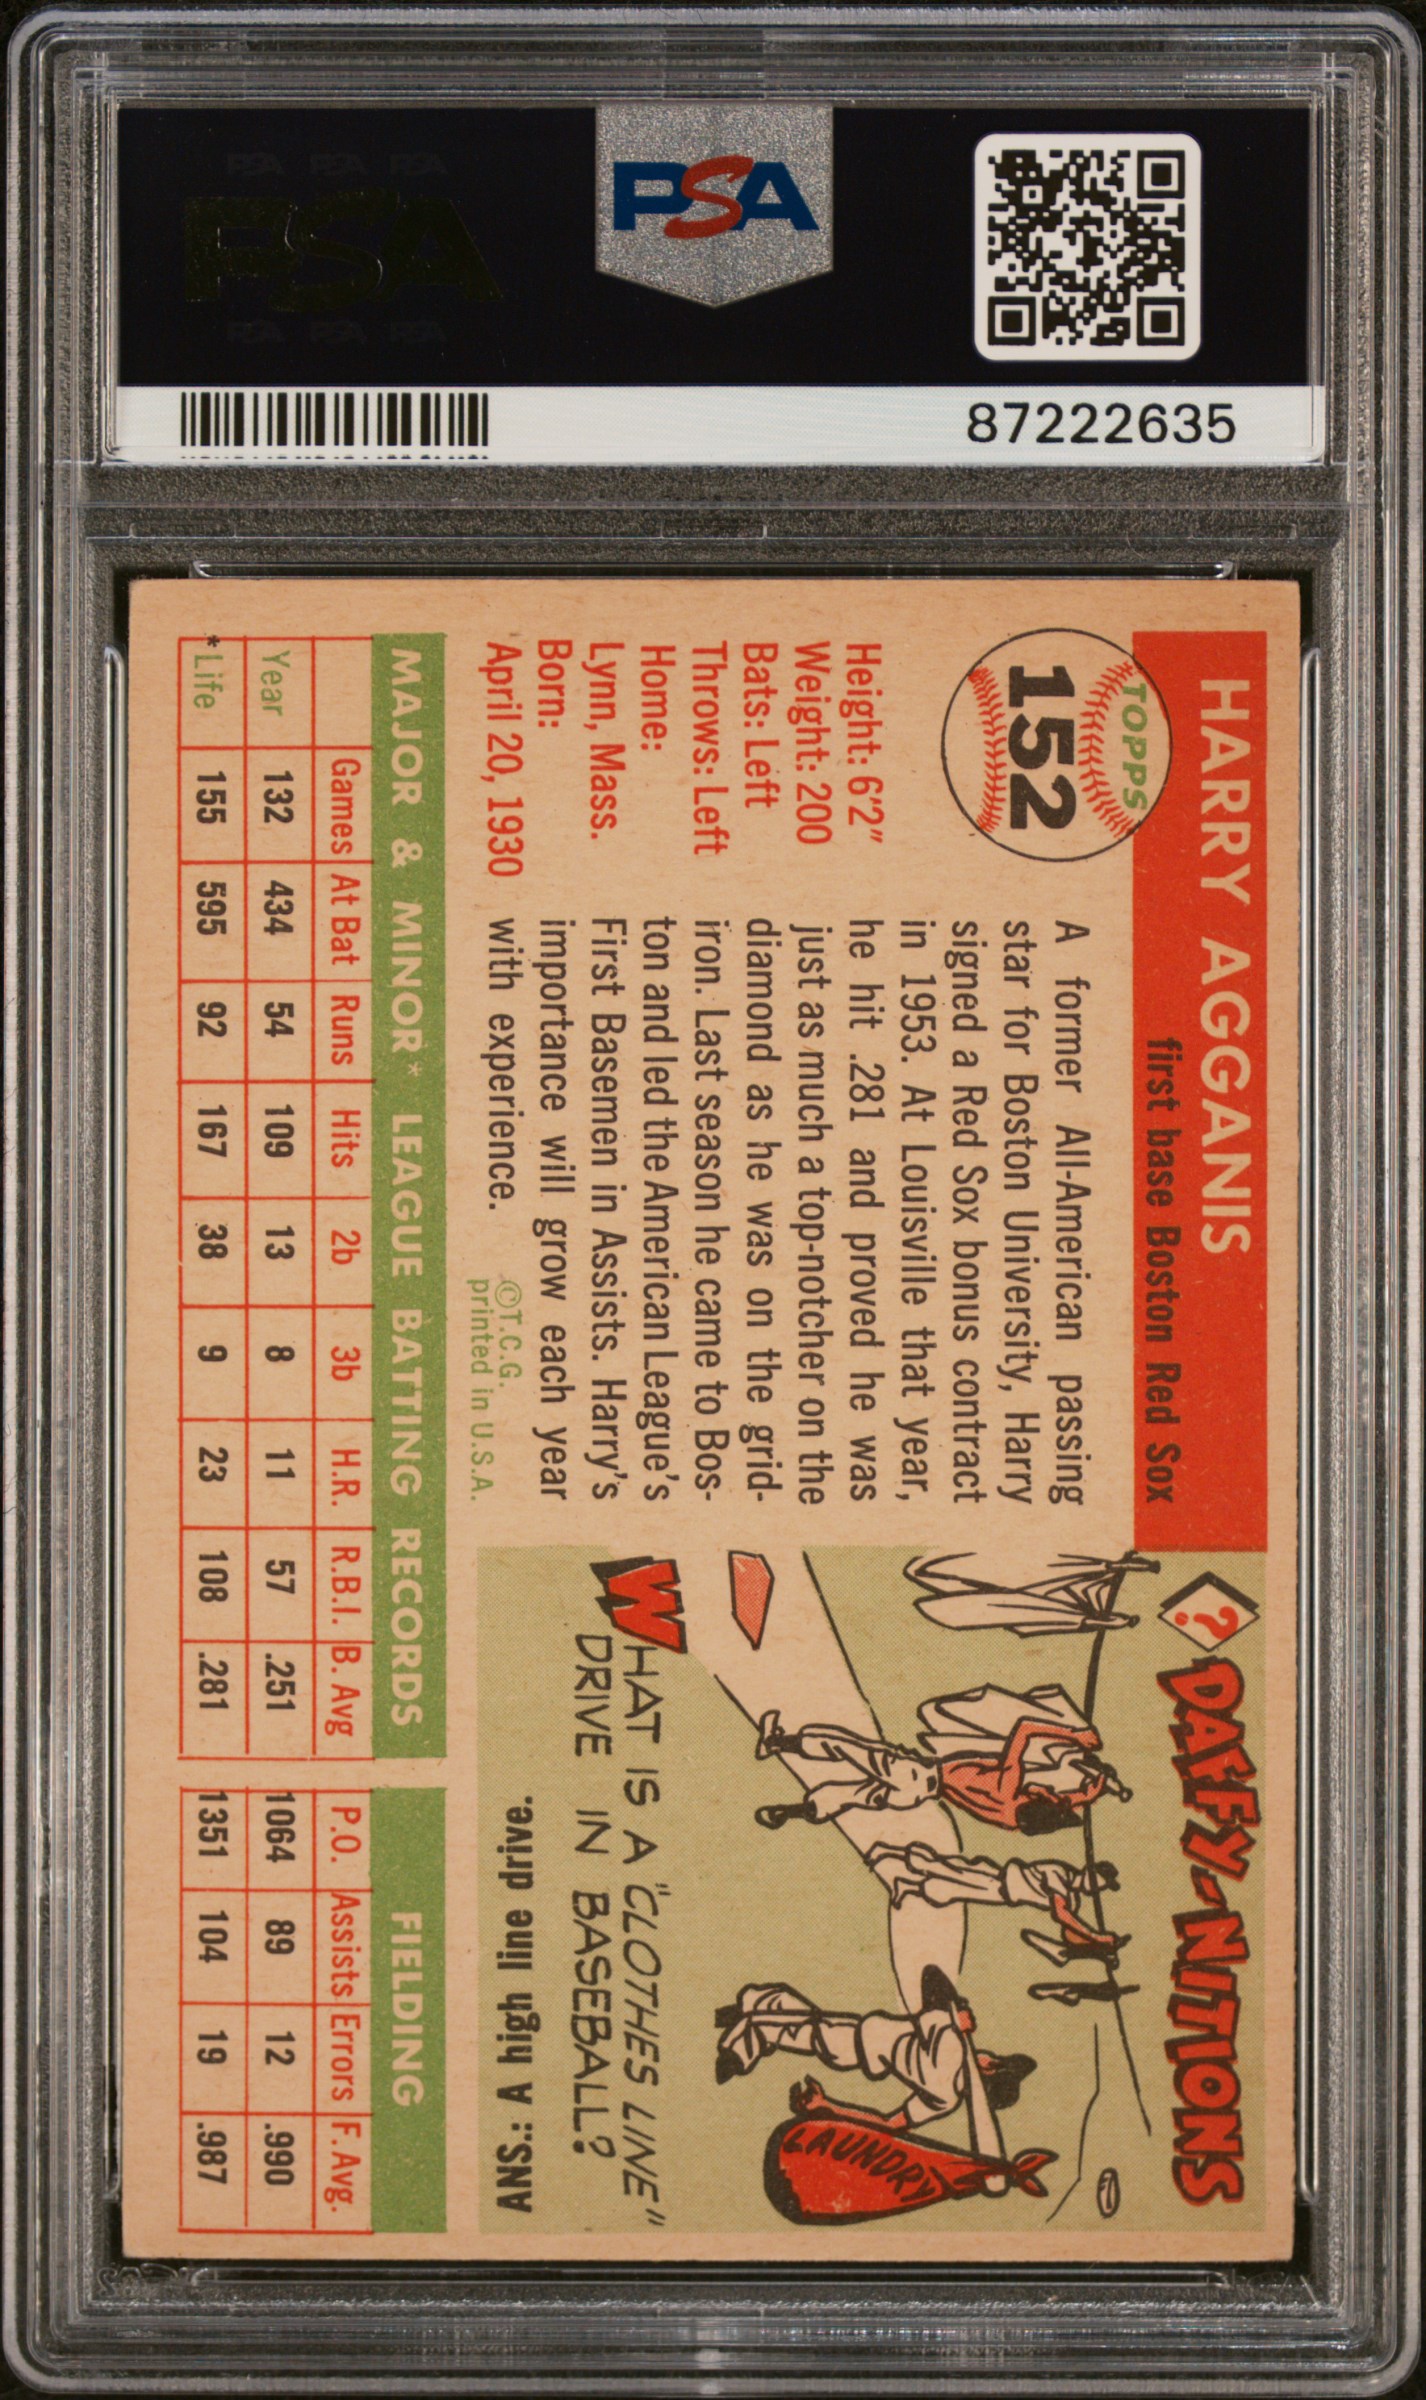 PSA PSA PSA
PSA
PSA PSA PSA
PSA
87222635
HARRY AGGANIS
first base Boston Red Sox
TOPPS
152
Height: 6'2"
Weight: 200
Bats: Left
Throws: Left
Home:
Lynn, Mass.
Born:
April 20, 1930
A former All-American passing
star for Boston University, Harry
signed a Red Sox bonus contract
in 1953. At Louisville that year,
he hit .281 and proved he was
just as much a top-notcher on the
diamond as he was on the grid-
iron. Last season he came to Bos-
ton and led the American League's
First Basemen in Assists. Harry's
importance will grow each year
with experience.
©T.C.G.
printed in U.S.A.
? DAFFY-NITIONS
LAUNDRY
WHAT IS A "CLOTHES LINE"
DRIVE IN BASEBALL?
ANS.: A high line drive.
MAJOR & MINOR* LEAGUE BATTING RECORDS FIELDING
Games At Bat Runs Hits 2b 3b H.R. R.B.I. B. Avg P.O. Assists Errors F. Avg.
Year 132 434 54 109 13 8 11 57 .251 1064 89 12 .990
*Life 155 595 92 167 38 9 23 108 .281 1351 104 19 .987